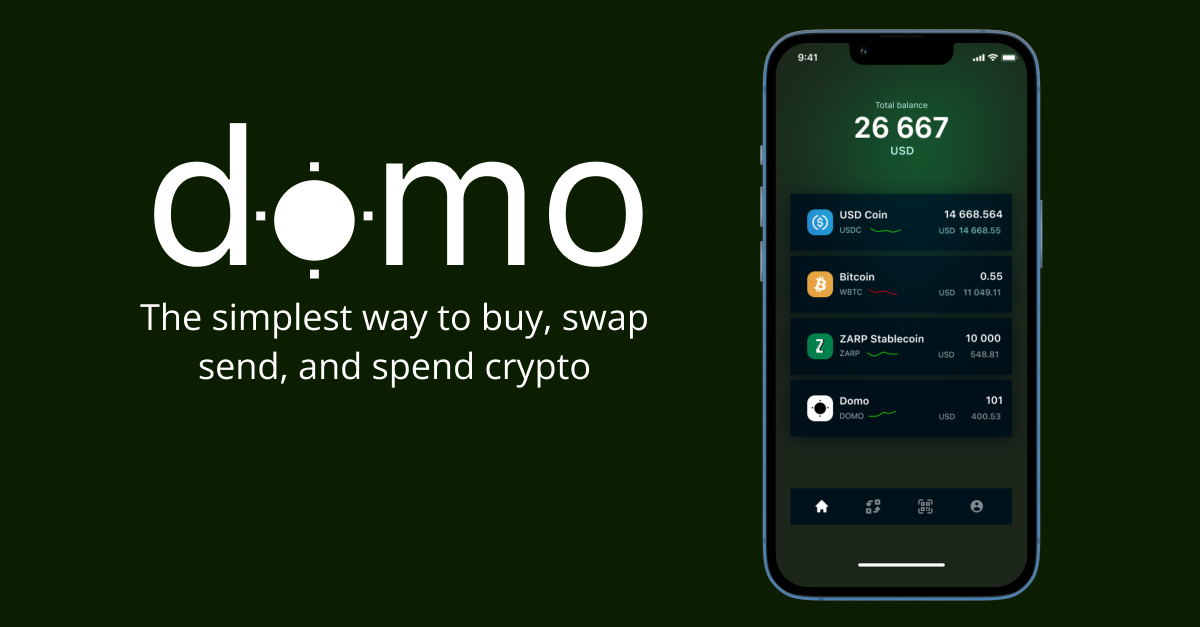 domo
The simplest way to buy, swap
send, and spend crypto
9:41
Total balance
26 667
USD
USD Coin 14 668.564
USDC USD 14 668.55
Bitcoin 0.55
WBTC USD 11 049.11
ZARP Stablecoin 10 000
ZARP USD 548.81
Domo 101
DOMO USD 400.53